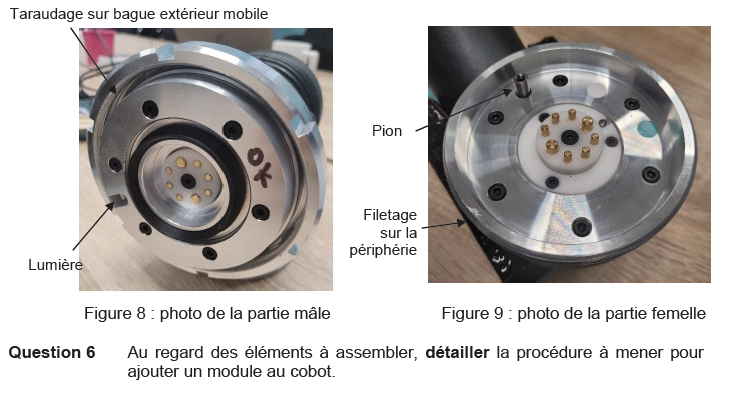 Taraudage sur bague extérieur mobile
OK
Lumière
Pion
Filetage
sur la
périphérie
Figure 8 : photo de la partie mâle
Figure 9 : photo de la partie femelle
Question 6 Au regard des éléments à assembler, détailler la procédure à mener pour
ajouter un module au cobot.